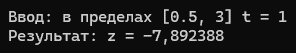 Ввод: в пределах [0.5, 3] t = 1
Результат: z = -7,892388